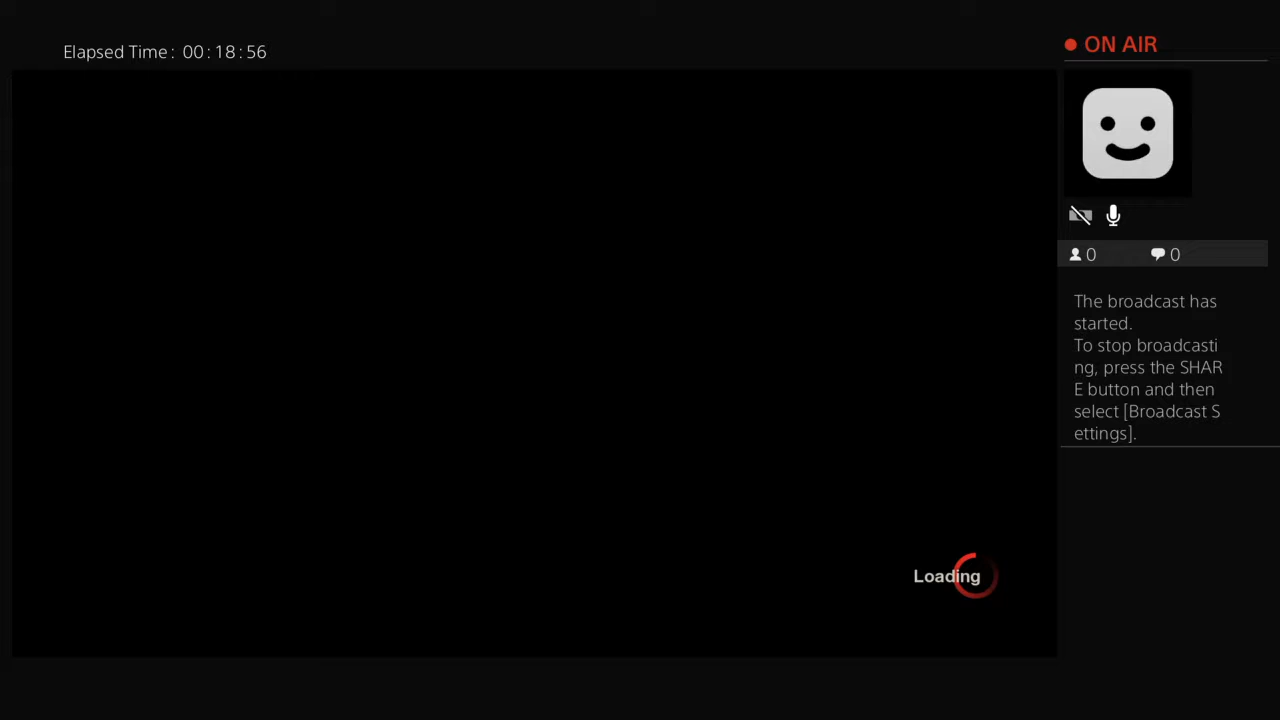 Elapsed Time: 00:18:56
ON AIR
0 0
The broadcast has
started.
To stop broadcasti
ng, press the SHAR
E button and then
select [Broadcast S
ettings].
Loading